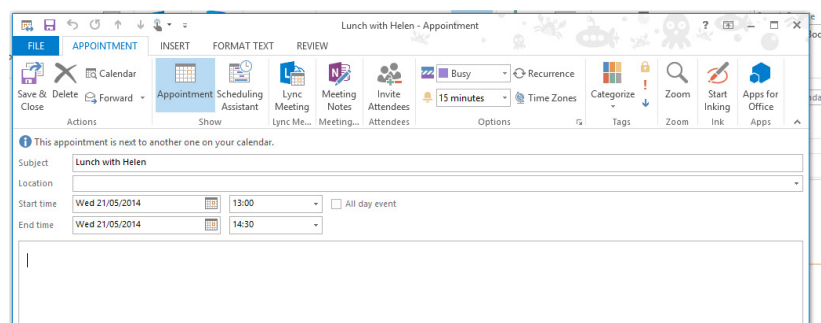 Lunch with Helen - Appointment
FILE APPOINTMENT INSERT FORMAT TEXT REVIEW
Save & Close
Delete
Calendar
Forward
Actions
Appointment
Scheduling Assistant
Show
Lync Meeting
Lync Me...
Meeting Notes
Meeting...
Invite Attendees
Attendees
Busy
Recurrence
15 minutes
Time Zones
Options
Categorize
Tags
Zoom
Zoom
Start Inking
Ink
Apps for Office
Apps
This appointment is next to another one on your calendar.
Subject Lunch with Helen
Location
Start time Wed 21/05/2014 13:00 All day event
End time Wed 21/05/2014 14:30